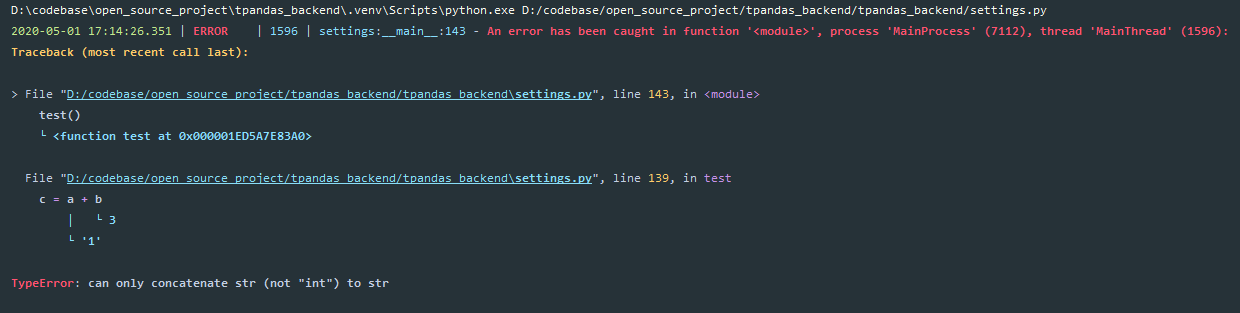 D:\codebase\open_source_project\tpandas_backend\.venv\Scripts\python.exe D:/codebase/open_source_project/tpandas_backend/tpandas_backend/settings.py
2020-05-01 17:14:26.351 | ERROR    | 1596 | settings:__main__:143 - An error has been caught in function '<module>', process 'MainProcess' (7112), thread 'MainThread' (1596):
Traceback (most recent call last):
> File "D:/codebase/open_source_project/tpandas_backend/tpandas_backend\settings.py", line 143, in <module>
    test()
    └ <function test at 0x000001ED5A7E83A0>
  File "D:/codebase/open_source_project/tpandas_backend/tpandas_backend\settings.py", line 139, in test
    c = a + b
        │   └ 3
        └ '1'
TypeError: can only concatenate str (not "int") to str